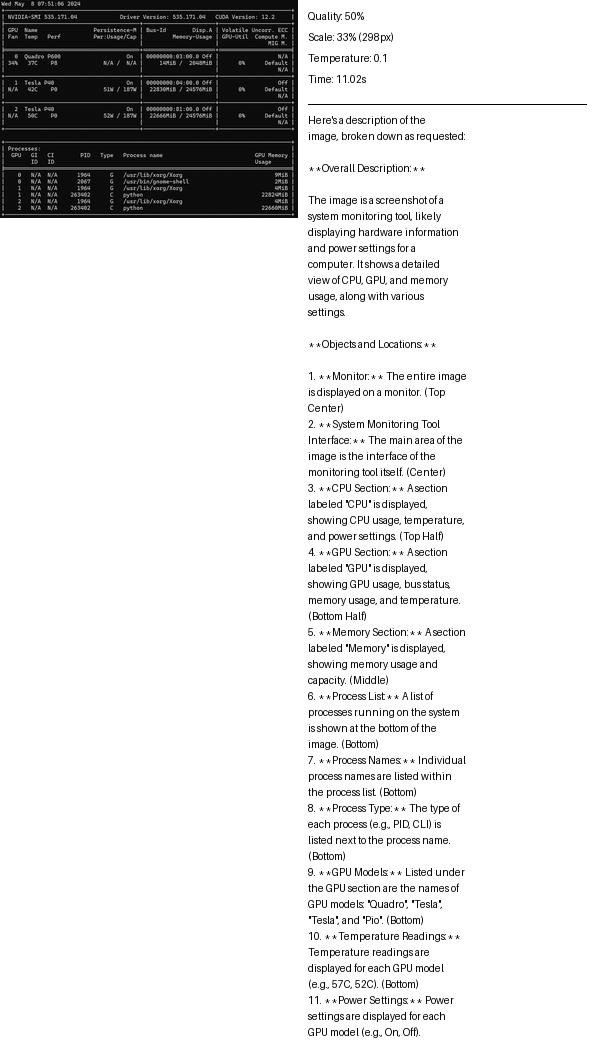 Wed May  8 07:51:06 2024
NVIDIA-SMI 535.171.04    Driver Version: 535.171.04    CUDA Version: 12.2
GPU  Name    Persistence-M | Bus-Id    Disp.A | Volatile Uncorr. ECC
Fan  Temp  Perf    Pwr:Usage/Cap | Memory-Usage | GPU-Util  Compute M.
MIG M.
0  Quadro P600    On | 00000000:03:00.0 Off | N/A
34%  37C  P8    N/A / N/A | 14MiB / 2048MiB | 0%  Default
N/A
1  Tesla P40    On | 00000000:04:00.0 Off | Off
N/A  42C  P0    51W / 187W | 22830MiB / 24576MiB | 0%  Default
N/A
2  Tesla P40    On | 00000000:81:00.0 Off | Off
N/A  50C  P0    52W / 187W | 22666MiB / 24576MiB | 0%  Default
N/A
Processes:
GPU  GI  CI    PID  Type  Process name    GPU Memory
ID  ID    Usage
0  N/A  N/A    1964  G  /usr/lib/xorg/Xorg    9MiB
0  N/A  N/A    2067  G  /usr/bin/gnome-shell    2MiB
1  N/A  N/A    1964  G  /usr/lib/xorg/Xorg    4MiB
1  N/A  N/A    263402  C  python    22824MiB
2  N/A  N/A    1964  G  /usr/lib/xorg/Xorg    4MiB
2  N/A  N/A    263402  C  python    22660MiB
Quality: 50%
Scale: 33% (298px)
Temperature: 0.1
Time: 11.02s
Here's a description of the
image, broken down as requested:
**Overall Description:**
The image is a screenshot of a
system monitoring tool, likely
displaying hardware information
and power settings for a
computer. It shows a detailed
view of CPU, GPU, and memory
usage, along with various
settings.
**Objects and Locations:**
1. **Monitor:** The entire image
is displayed on a monitor. (Top
Center)
2. **System Monitoring Tool
Interface:** The main area of the
image is the interface of the
monitoring tool itself. (Center)
3. **CPU Section:** A section
labeled "CPU" is displayed,
showing CPU usage, temperature,
and power settings. (Top Half)
4. **GPU Section:** A section
labeled "GPU" is displayed,
showing GPU usage, bus status,
memory usage, and temperature.
(Bottom Half)
5. **Memory Section:** A section
labeled "Memory" is displayed,
showing memory usage and
capacity. (Middle)
6. **Process List:** A list of
processes running on the system
is shown at the bottom of the
image. (Bottom)
7. **Process Names:** Individual
process names are listed within
the process list. (Bottom)
8. **Process Type:** The type of
each process (e.g., PID, CLI) is
listed next to the process name.
(Bottom)
9. **GPU Models:** Listed under
the GPU section are the names of
GPU models: "Quadro", "Tesla",
"Tesla", and "Pio". (Bottom)
10. **Temperature Readings:**
Temperature readings are
displayed for each GPU model
(e.g., 57C, 52C). (Bottom)
11. **Power Settings:** Power
settings are displayed for each
GPU model (e.g., On, Off).